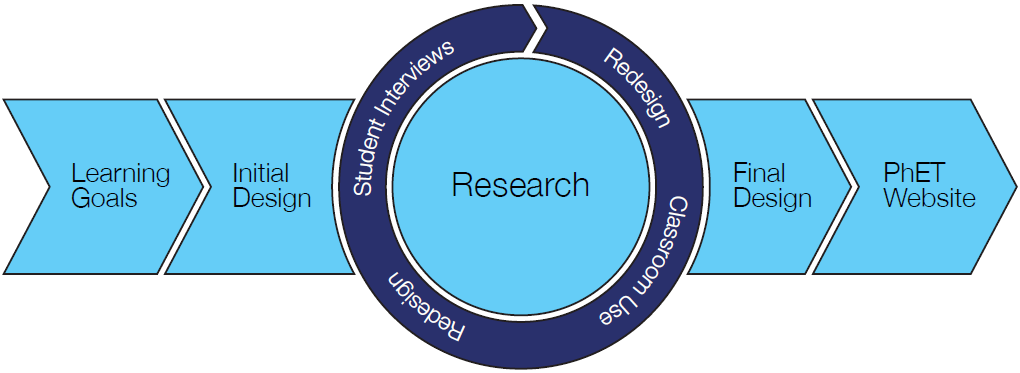 Learning
Goals
Initial
Design
Student Interviews
Redesign
Research
Classroom Use
Redesign
Final
Design
PhET
Website